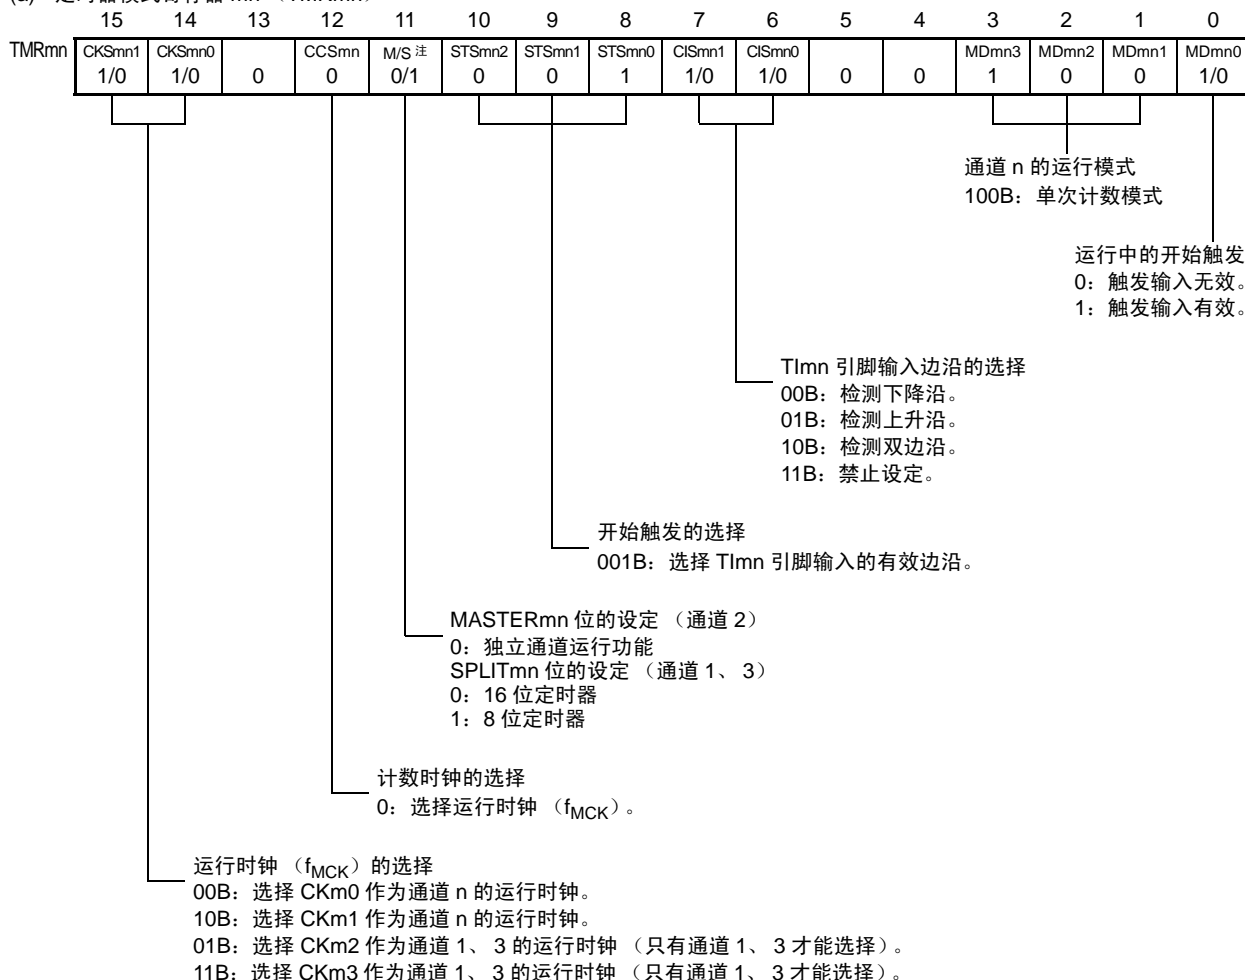 15 14 13 12 11 10 9 8 7 6 5 4 3 2 1 0
TMRmn CKSmn1 CKSmn0 CCSmn M/S 注 STSmn2 STSmn1 STSmn0 CISmn1 CISmn0 MDmn3 MDmn2 MDmn1 MDmn0
1/0 1/0 0 0 0/1 0 0 1 1/0 1/0 0 0 1 0 0 1/0
通道 n 的运行模式
100B：单次计数模式
运行中的开始触发
0：触发输入无效。
1：触发输入有效。
TImn 引脚输入边沿的选择
00B：检测下降沿。
01B：检测上升沿。
10B：检测双边沿。
11B：禁止设定。
开始触发的选择
001B：选择 TImn 引脚输入的有效边沿。
MASTERmn 位的设定 （通道 2）
0：独立通道运行功能
SPLITmn 位的设定 （通道 1、 3）
0：16 位定时器
1：8 位定时器
计数时钟的选择
0：选择运行时钟 （fMCK）。
运行时钟 （fMCK）的选择
00B：选择 CKm0 作为通道 n 的运行时钟。
10B：选择 CKm1 作为通道 n 的运行时钟。
01B：选择 CKm2 作为通道 1、 3 的运行时钟 （只有通道 1、 3 才能选择）。
11B：选择 CKm3 作为通道 1、 3 的运行时钟 （只有通道 1、 3 才能选择）。